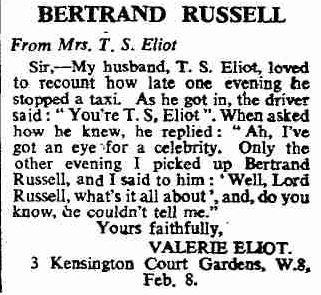 BERTRAND RUSSELL
From Mrs. T. S. Eliot
Sir,—My husband, T. S. Eliot, loved
to recount how late one evening he
stopped a taxi. As he got in, the driver
said: "You're T. S. Eliot". When asked
how he knew, he replied: "Ah, I've
got an eye for a celebrity. Only the
other evening I picked up Bertrand
Russell, and I said to him: 'Well, Lord
Russell, what's it all about', and, do you
know, he couldn't tell me."
Yours faithfully,
VALERIE ELIOT.
3 Kensington Court Gardens, W.8,
Feb. 8.